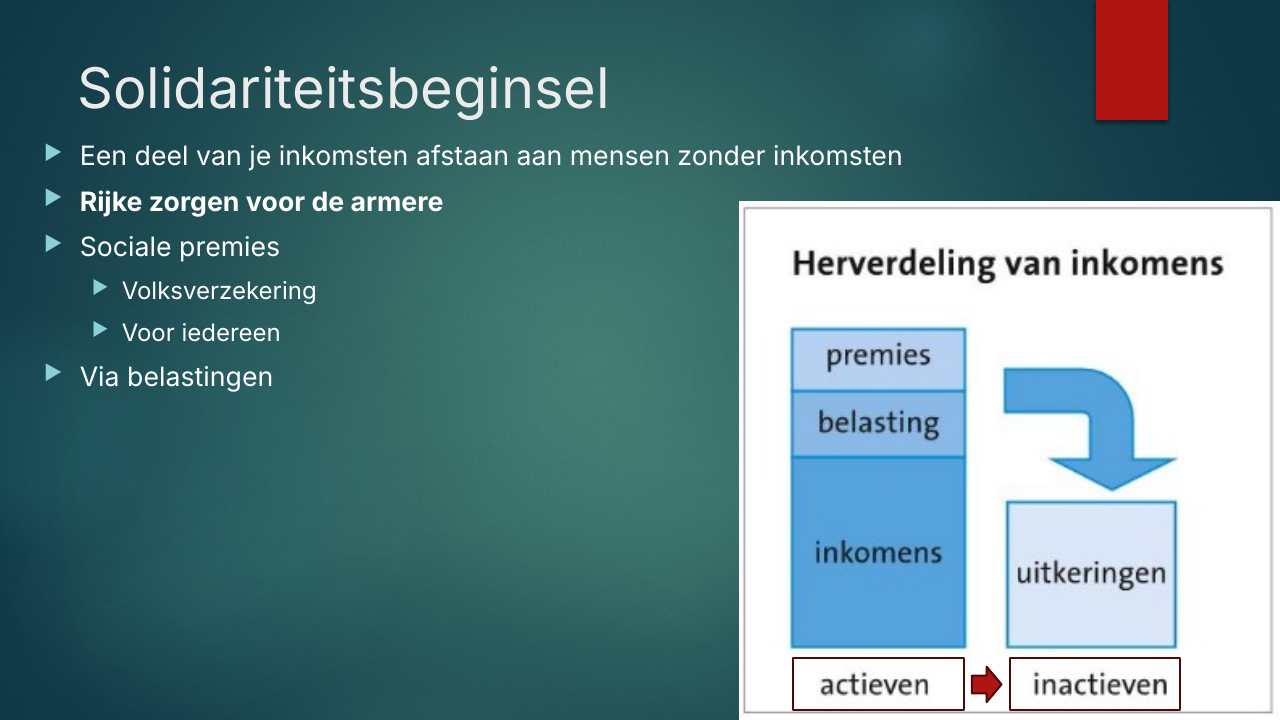 Solidariteitsbeginsel
Een deel van je inkomsten afstaan aan mensen zonder inkomsten
Rijke zorgen voor de armere
Sociale premies
Volksverzekering
Voor iedereen
Via belastingen
Herverdeling van inkomens
premies
belasting
inkomens
uitkeringen
actieven
inactieven